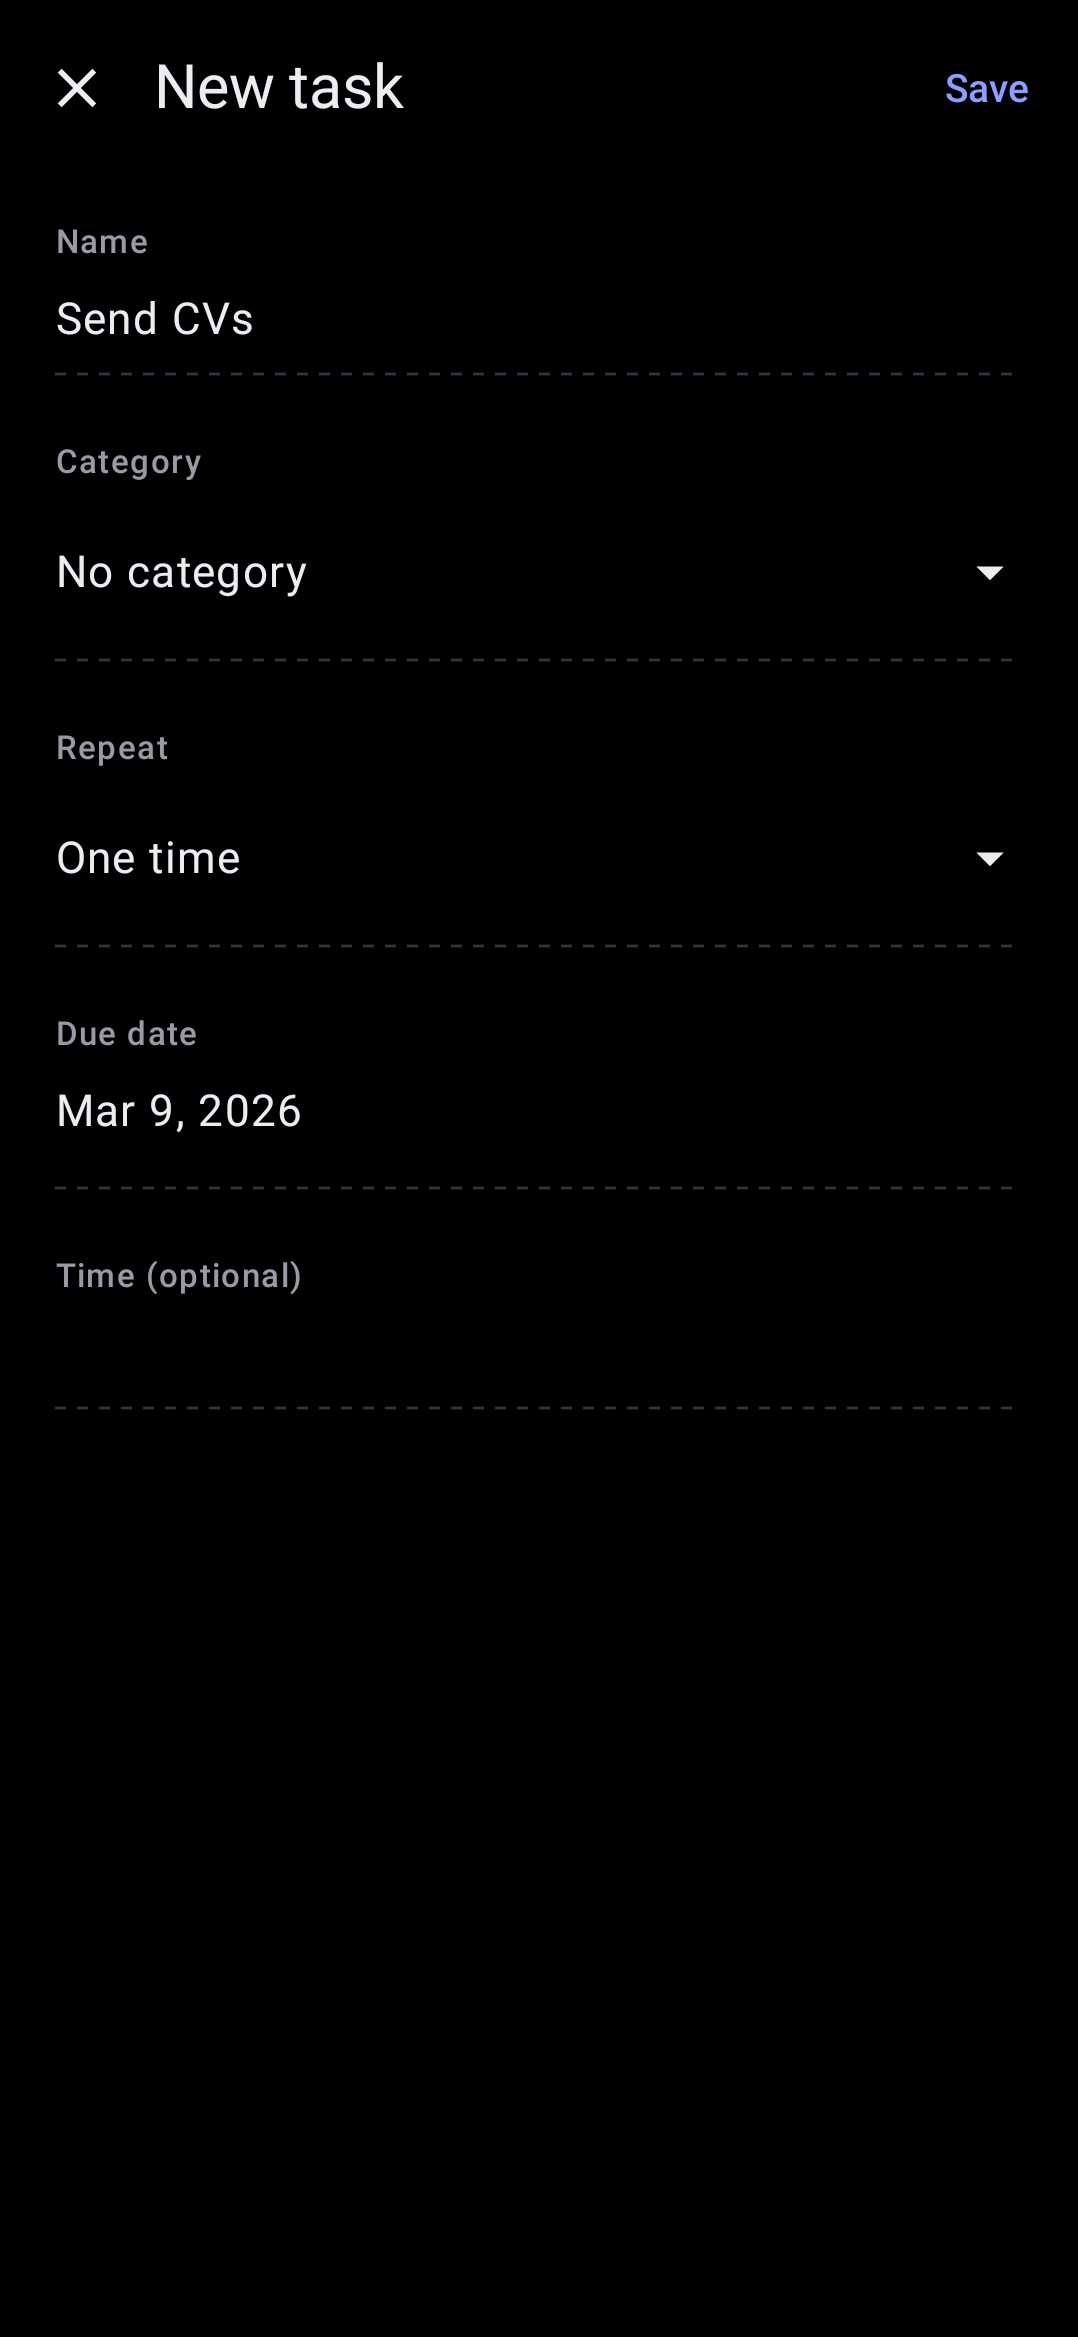 New task
Save
Name
Send CVs
Category
No category
Repeat
One time
Due date
Mar 9, 2026
Time (optional)